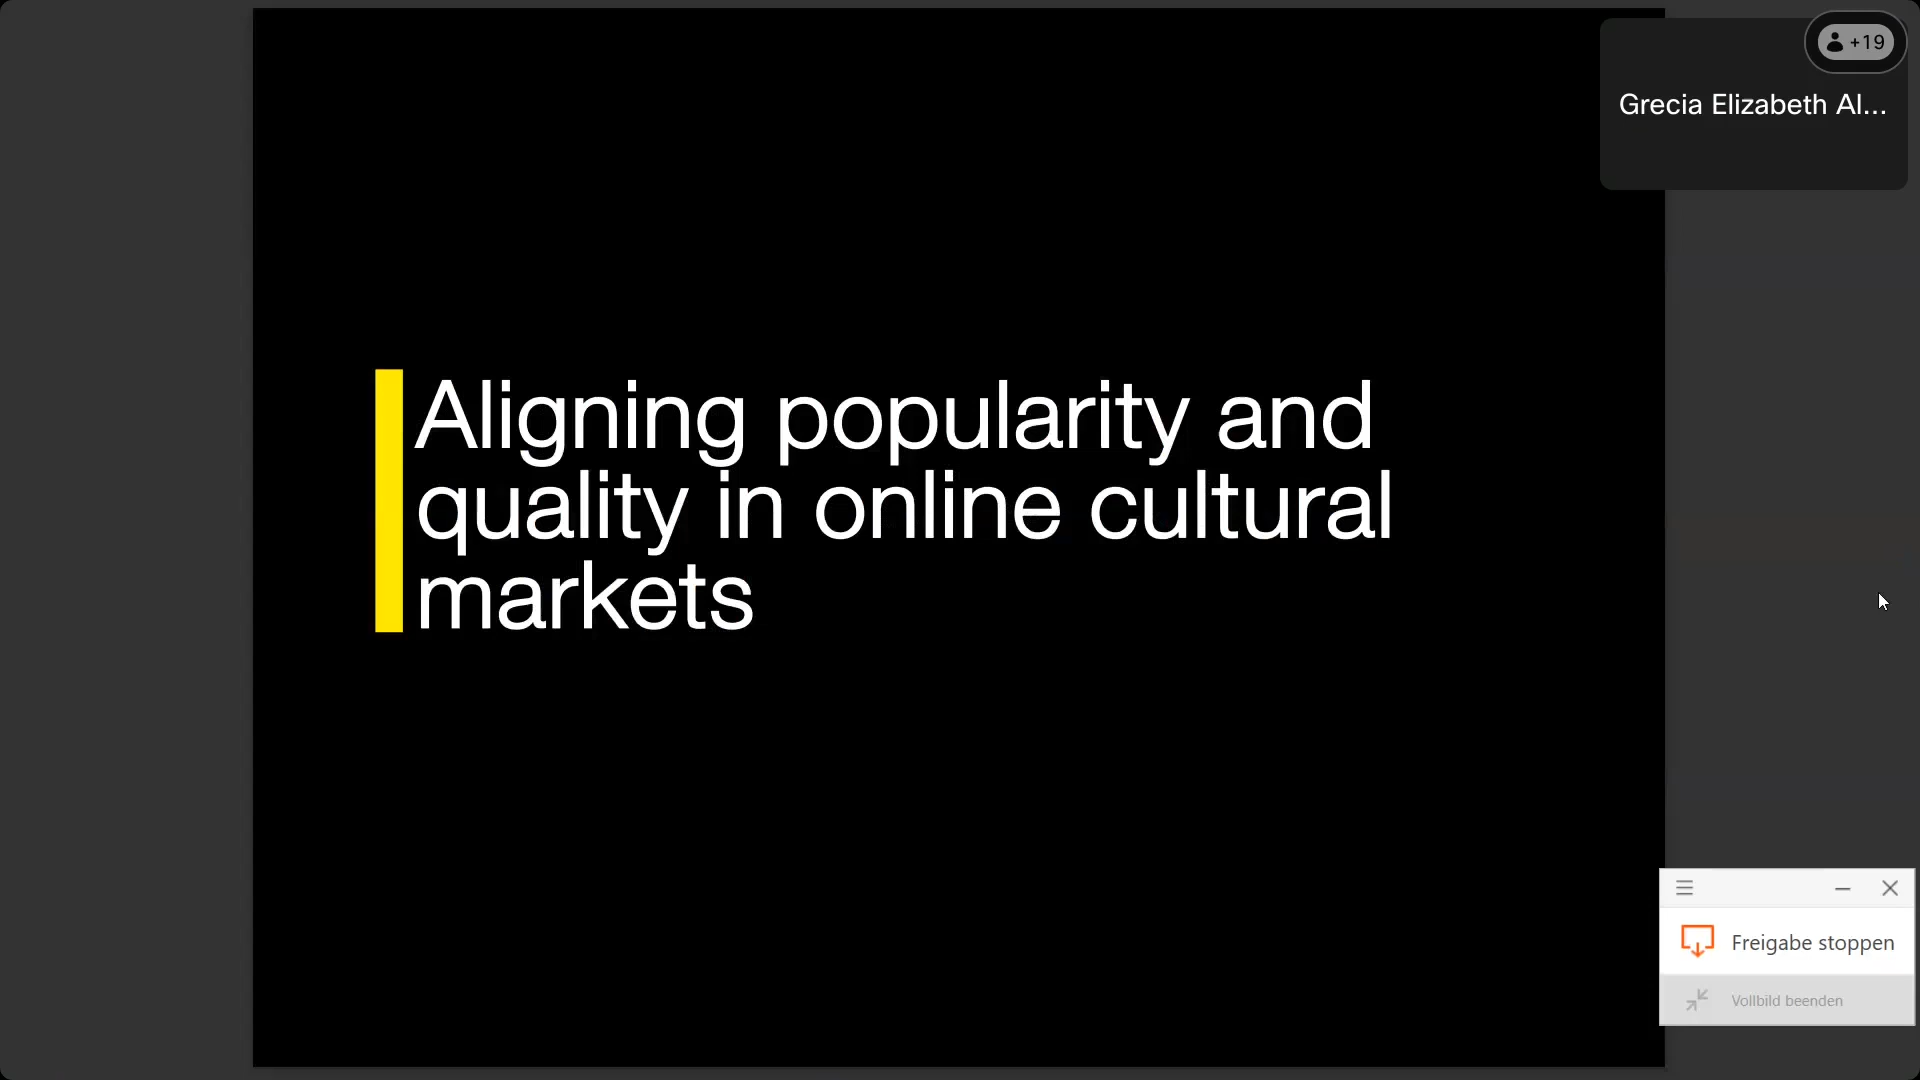 +19
Grecia Elizabeth Al...
Aligning popularity and
quality in online cultural
markets
Freigabe stoppen
Vollbild beenden